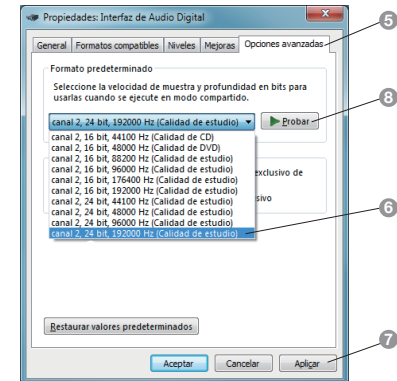 Propiedades: Interfaz de Audio Digital
General Formatos compatibles Niveles Mejoras Opciones avanzadas
5
Formato predeterminado
Seleccione la velocidad de muestra y profundidad en bits para
usarlas cuando se ejecute en modo compartido.
8
canal 2, 24 bit, 192000 Hz (Calidad de estudio) Probar
canal 2, 16 bit, 44100 Hz (Calidad de CD)
canal 2, 16 bit, 48000 Hz (Calidad de DVD)
canal 2, 16 bit, 88200 Hz (Calidad de estudio)
canal 2, 16 bit, 96000 Hz (Calidad de estudio)
canal 2, 16 bit, 176400 Hz (Calidad de estudio) exclusivo de
canal 2, 16 bit, 192000 Hz (Calidad de estudio)
canal 2, 24 bit, 44100 Hz (Calidad de estudio) sivo
canal 2, 24 bit, 48000 Hz (Calidad de estudio)
canal 2, 24 bit, 96000 Hz (Calidad de estudio)
canal 2, 24 bit, 192000 Hz (Calidad de estudio)
6
Restaurar valores predeterminados
7
Aceptar Cancelar Aplicar